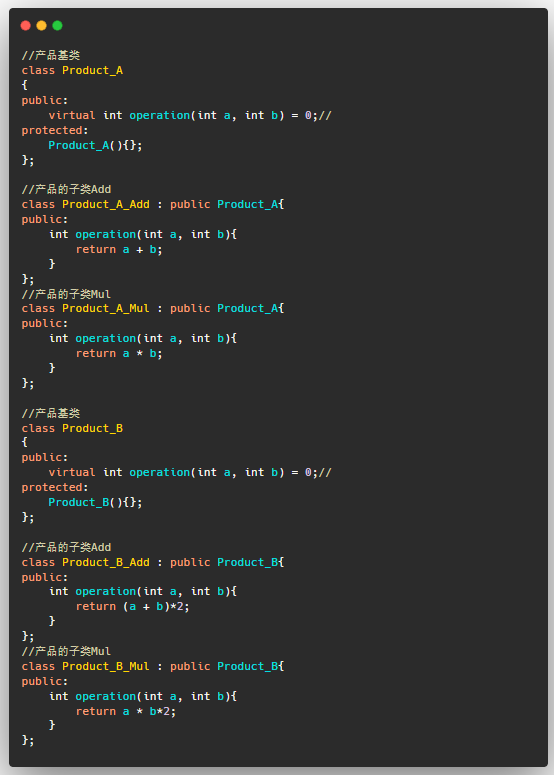 //产品基类
class Product_A
{
public:
    virtual int operation(int a, int b) = 0;//
protected:
    Product_A(){};
};

//产品的子类Add
class Product_A_Add : public Product_A{
public:
    int operation(int a, int b){
        return a + b;
    }
};
//产品的子类Mul
class Product_A_Mul : public Product_A{
public:
    int operation(int a, int b){
        return a * b;
    }
};

//产品基类
class Product_B
{
public:
    virtual int operation(int a, int b) = 0;//
protected:
    Product_B(){};
};

//产品的子类Add
class Product_B_Add : public Product_B{
public:
    int operation(int a, int b){
        return (a + b)*2;
    }
};
//产品的子类Mul
class Product_B_Mul : public Product_B{
public:
    int operation(int a, int b){
        return a * b*2;
    }
};